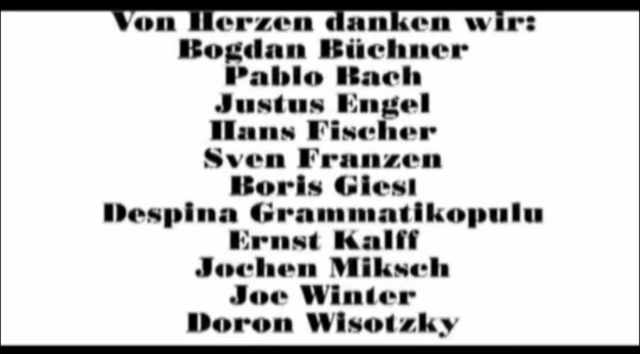 Von Herzen danken wir:
Bogdan Büchner
Pablo Bach
Justus Engel
Hans Fischer
Sven Franzen
Boris Giesl
Despina Grammatikopulu
Ernst Kalff
Jochen Miksch
Joe Winter
Doron Wisotzky